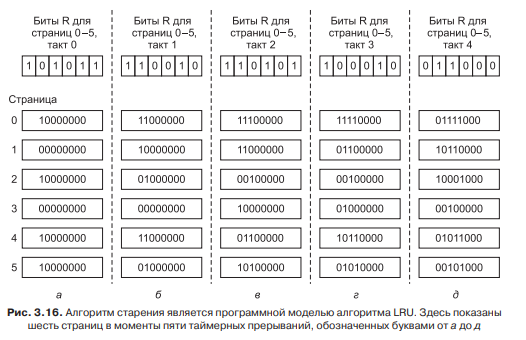 Биты R для Биты R для Биты R для Биты R для Биты R для
страниц 0–5, страниц 0–5, страниц 0–5, страниц 0–5, страниц 0–5,
такт 0 такт 1 такт 2 такт 3 такт 4
1 0 1 0 1 1 1 1 0 0 1 0 1 1 0 1 0 1 1 0 0 0 1 0 0 1 1 0 0 0
Страница
0 10000000 11000000 11100000 11110000 01111000
1 00000000 10000000 11000000 01100000 10110000
2 10000000 01000000 00100000 00100000 10001000
3 00000000 00000000 10000000 01000000 00100000
4 10000000 11000000 01100000 10110000 01011000
5 10000000 01000000 10100000 01010000 00101000
а б в г д
Рис. 3.16. Алгоритм старения является программной моделью алгоритма LRU. Здесь показаны
шесть страниц в моменты пяти таймерных прерываний, обозначенных буквами от а до д